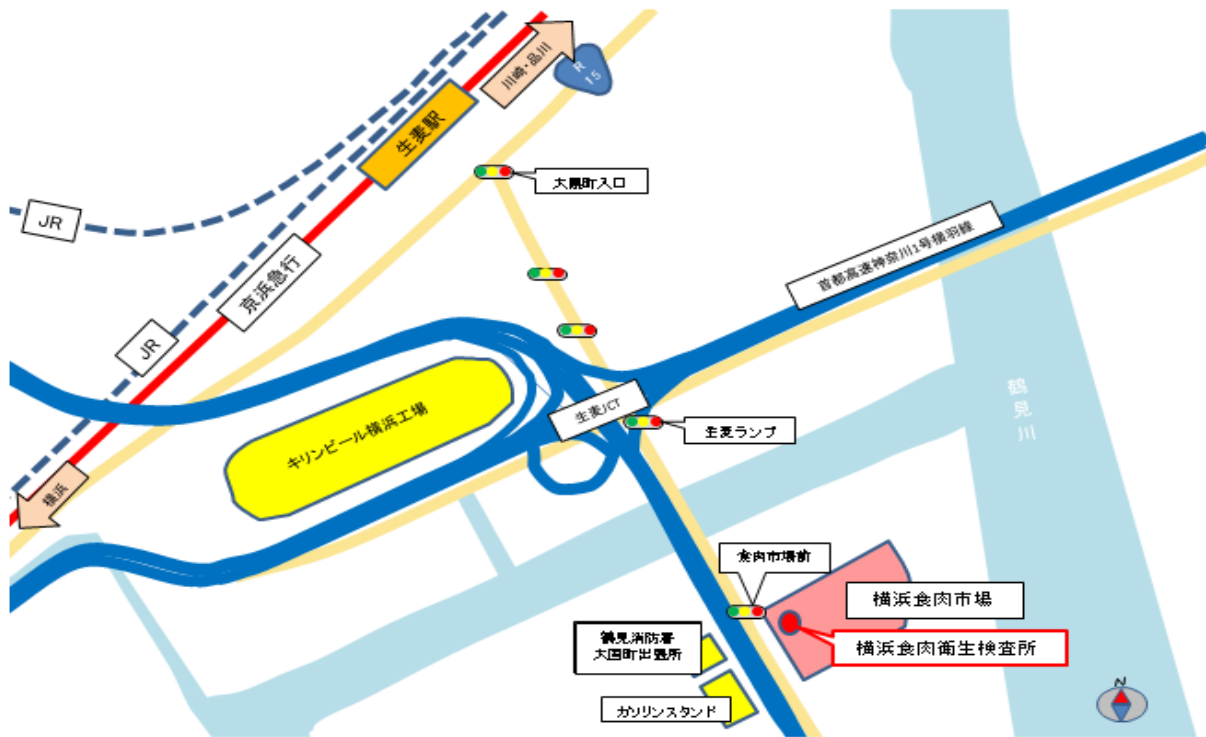 川崎・品川
R
15
生麦駅
大黒町入口
JR
京浜急行
首都高速神奈川1号横羽線
JR
キリンビール横浜工場
生麦JCT
生麦ランプ
鶴見川
横浜
食肉市場前
横浜食肉市場
鶴見消防署
大国町出張所
横浜食肉衛生検査所
ガソリンスタンド
N